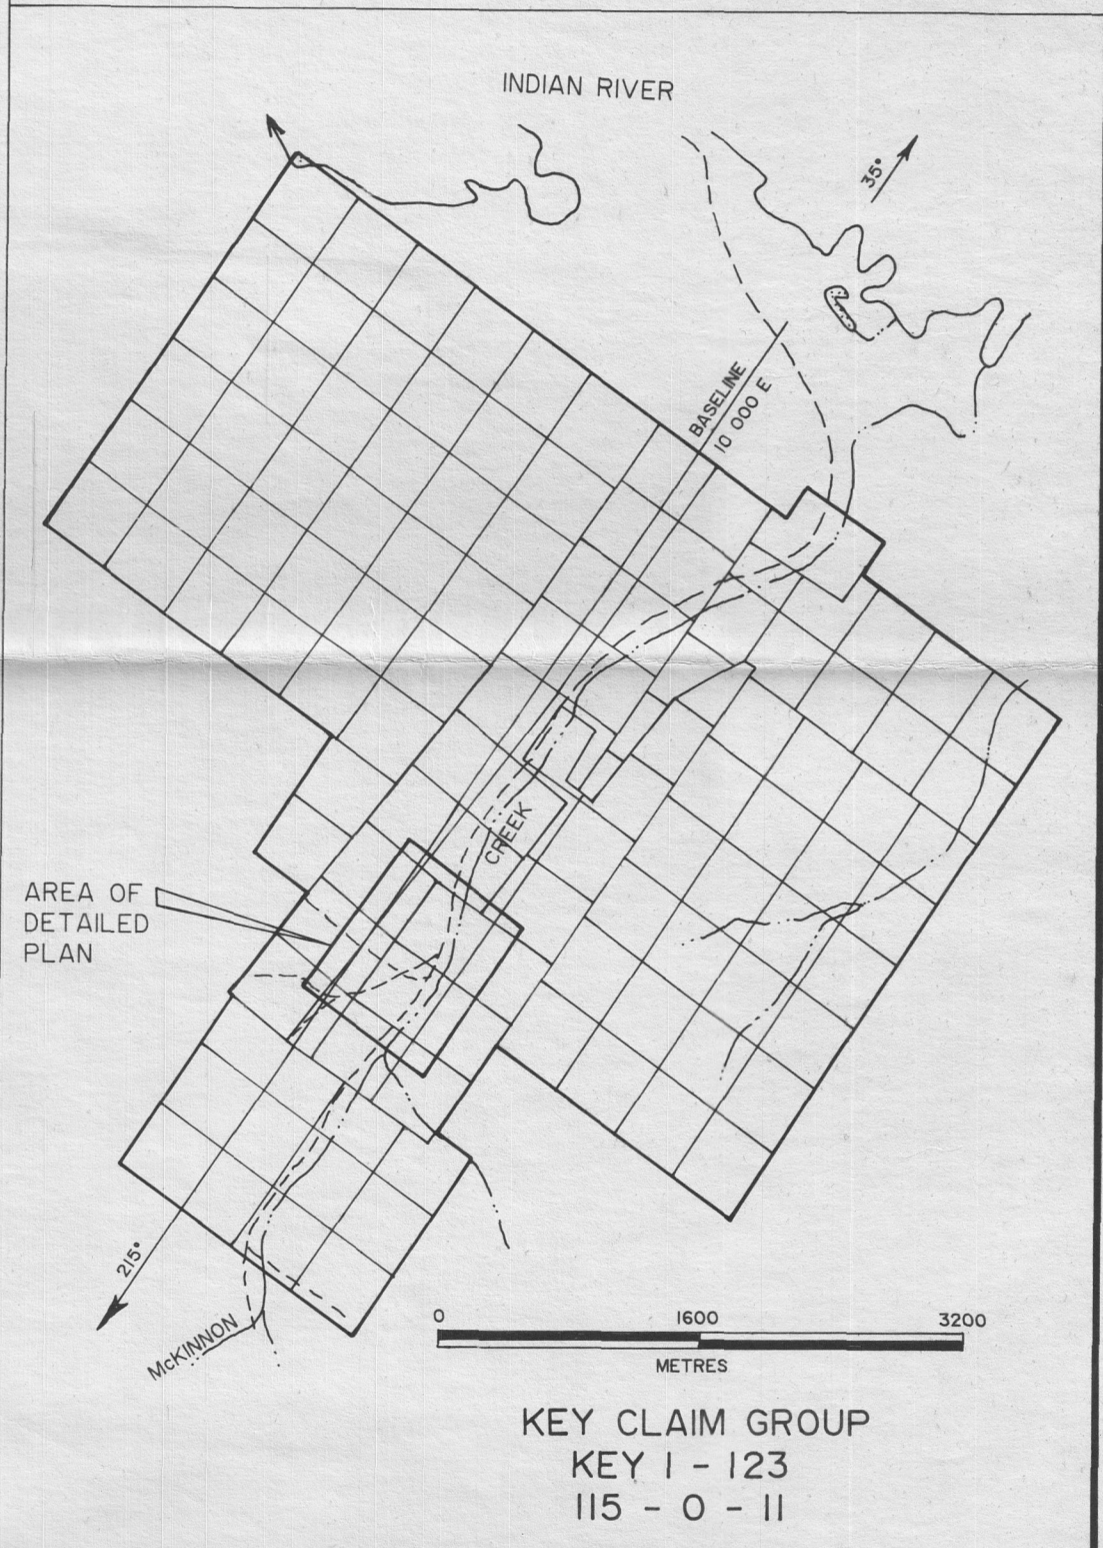 INDIAN RIVER
35°
BASELINE
10 000 E
CREEK
AREA OF
DETAILED
PLAN
215°
McKINNON
0 1600 3200
METRES
KEY CLAIM GROUP
KEY 1 - 123
115 - O - 11